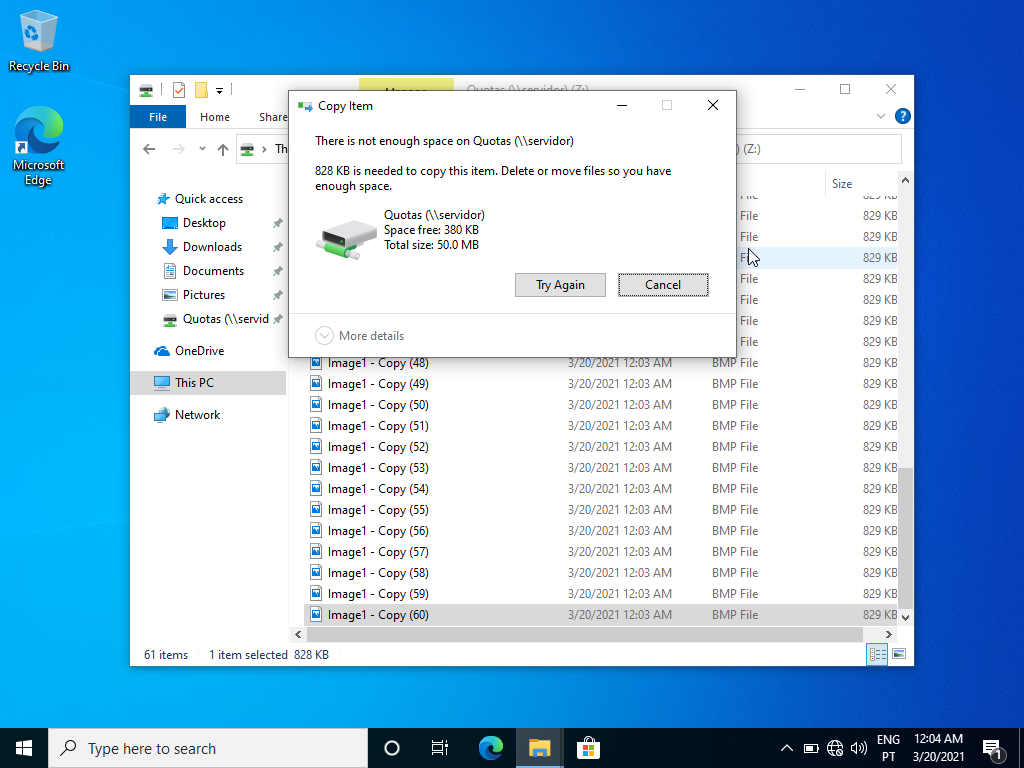 Recycle Bin
Microsoft
Edge
Manage
Quotas (\\servidor) (Z:)
File
Home
Share
Th
) (Z:)
Copy Item
There is not enough space on Quotas (\\servidor)
828 KB is needed to copy this item. Delete or move files so you have
enough space.
Quotas (\\servidor)
Space free: 380 KB
Total size: 50.0 MB
Try Again
Cancel
More details
Quick access
Desktop
Downloads
Documents
Pictures
Quotas (\\servid
OneDrive
This PC
Network
Size
File 829 KB
File 829 KB
File 829 KB
File 829 KB
File 829 KB
File 829 KB
File 829 KB
File 829 KB
Image1 - Copy (48) 3/20/2021 12:03 AM BMP File 829 KB
Image1 - Copy (49) 3/20/2021 12:03 AM BMP File 829 KB
Image1 - Copy (50) 3/20/2021 12:03 AM BMP File 829 KB
Image1 - Copy (51) 3/20/2021 12:03 AM BMP File 829 KB
Image1 - Copy (52) 3/20/2021 12:03 AM BMP File 829 KB
Image1 - Copy (53) 3/20/2021 12:03 AM BMP File 829 KB
Image1 - Copy (54) 3/20/2021 12:03 AM BMP File 829 KB
Image1 - Copy (55) 3/20/2021 12:03 AM BMP File 829 KB
Image1 - Copy (56) 3/20/2021 12:03 AM BMP File 829 KB
Image1 - Copy (57) 3/20/2021 12:03 AM BMP File 829 KB
Image1 - Copy (58) 3/20/2021 12:03 AM BMP File 829 KB
Image1 - Copy (59) 3/20/2021 12:03 AM BMP File 829 KB
Image1 - Copy (60) 3/20/2021 12:03 AM BMP File 829 KB
61 items 1 item selected 828 KB
Type here to search
ENG
PT
12:04 AM
3/20/2021
1